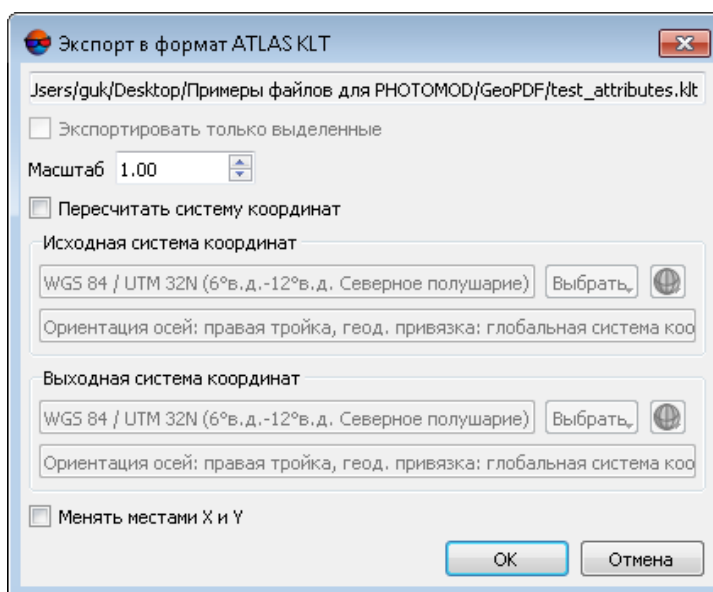 Экспорт в формат ATLAS KLT
Jsers/guk/Desktop/Примеры файлов для PHOTOMOD/GeoPDF/test_attributes.klt
Экспортировать только выделенные
Масштаб 1.00
Пересчитать систему координат
Исходная система координат
WGS 84 / UTM 32N (6°в.д.-12°в.д. Северное полушарие) Выбрать
Ориентация осей: правая тройка, геод. привязка: глобальная система коо
Выходная система координат
WGS 84 / UTM 32N (6°в.д.-12°в.д. Северное полушарие) Выбрать
Ориентация осей: правая тройка, геод. привязка: глобальная система коо
Менять местами X и Y
OK Отмена